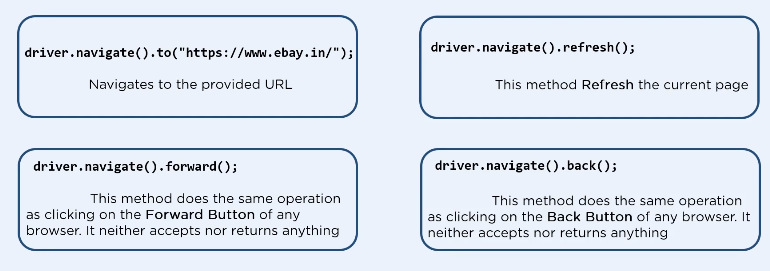 driver.navigate().to("https://www.ebay.in/");
Navigates to the provided URL
driver.navigate().refresh();
This method Refresh the current page
driver.navigate().forward();
This method does the same operation
as clicking on the Forward Button of any
browser. It neither accepts nor returns anything
driver.navigate().back();
This method does the same operation
as clicking on the Back Button of any browser. It
neither accepts nor returns anything